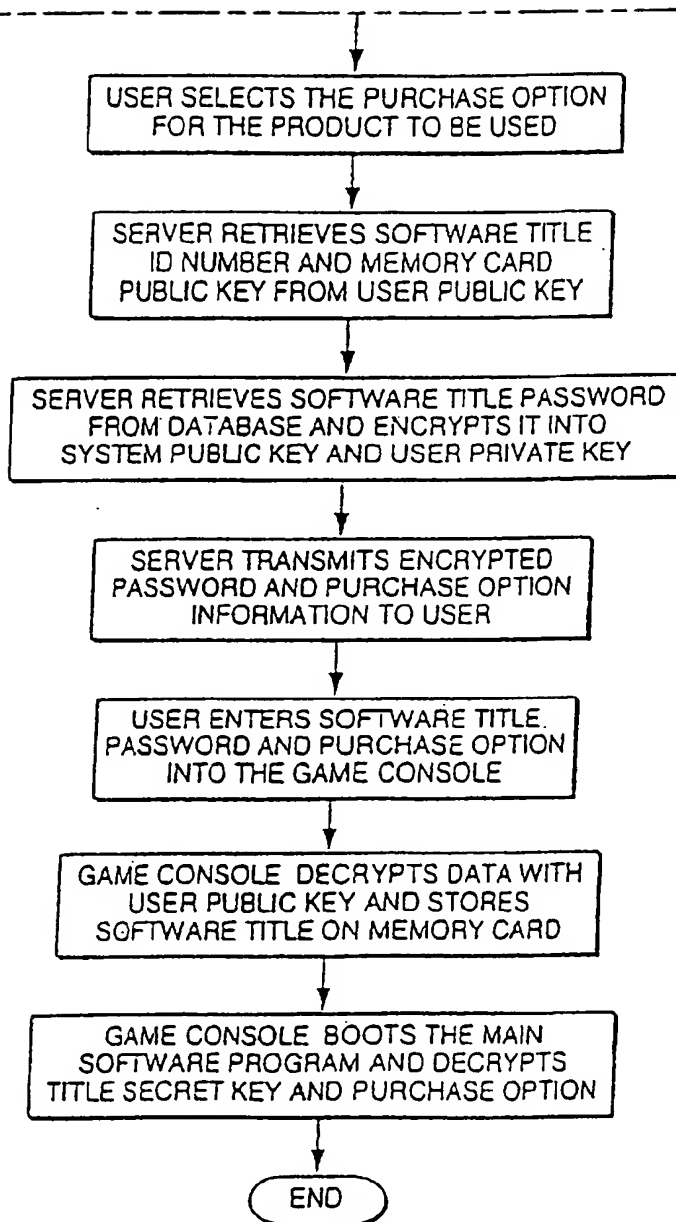 USER SELECTS THE PURCHASE OPTION
FOR THE PRODUCT TO BE USED
SERVER RETRIEVES SOFTWARE TITLE
ID NUMBER AND MEMORY CARD
PUBLIC KEY FROM USER PUBLIC KEY
SERVER RETRIEVES SOFTWARE TITLE PASSWORD
FROM DATABASE AND ENCRYPTS IT INTO
SYSTEM PUBLIC KEY AND USER PRIVATE KEY
SERVER TRANSMITS ENCRYPTED
PASSWORD AND PURCHASE OPTION
INFORMATION TO USER
USER ENTERS SOFTWARE TITLE.
PASSWORD AND PURCHASE OPTION
INTO THE GAME CONSOLE
GAME CONSOLE DECRYPTS DATA WITH
USER PUBLIC KEY AND STORES
SOFTWARE TITLE ON MEMORY CARD
GAME CONSOLE BOOTS THE MAIN
SOFTWARE PROGRAM AND DECRYPTS
TITLE SECRET KEY AND PURCHASE OPTION
END